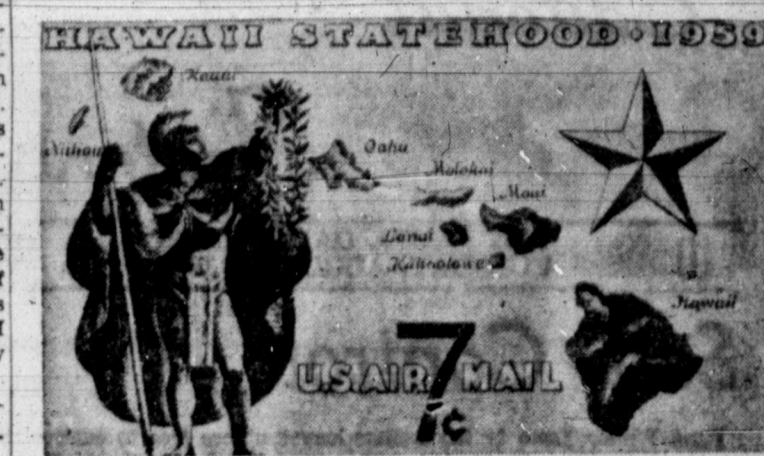 HAWAII STATEHOOD · 1959
Kauai
Niihau
Oahu
Molokai
Maui
Lanai
Kahoolawe
Hawaii
7¢
U.S. AIR MAIL